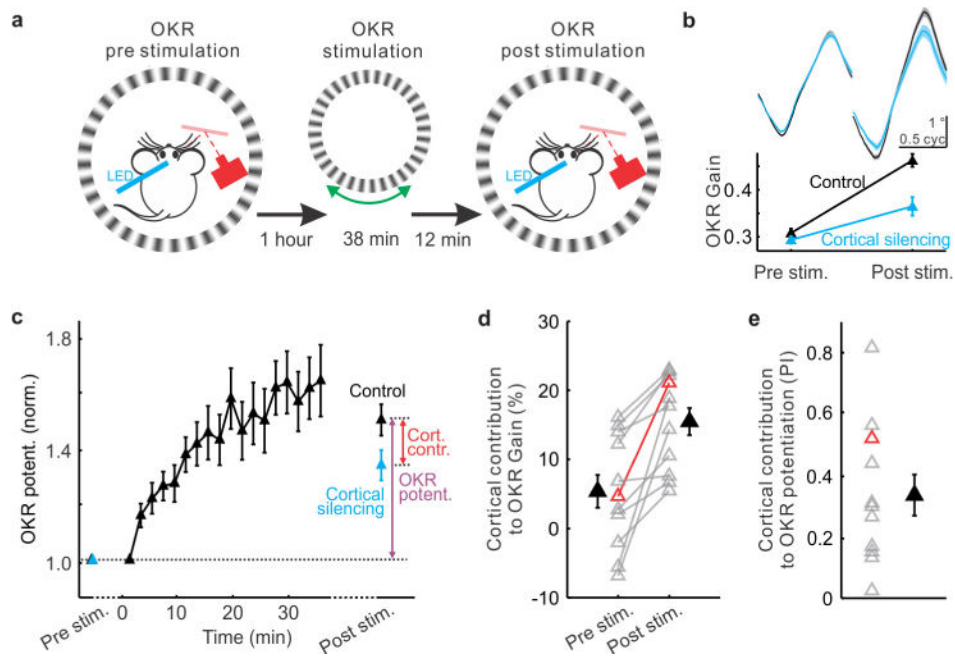 a
OKR
pre stimulation
OKR
stimulation
OKR
post stimulation
LED
LED
1 hour
38 min
12 min
b
1 °
0.5 cyc
OKR Gain
0.4
0.3
Control
Cortical silencing
Pre stim.
Post stim.
c
OKR potent. (norm.)
1.8
1.4
1.0
Control
Cort.
contr.
OKR
potent.
Cortical
silencing
Pre stim.
0
10
20
30
Post stim.
Time (min)
d
Cortical contribution
to OKR Gain (%)
30
20
10
0
-10
Pre stim.
Post stim.
e
Cortical contribution
to OKR potentiation (PI)
0.8
0.6
0.4
0.2
0